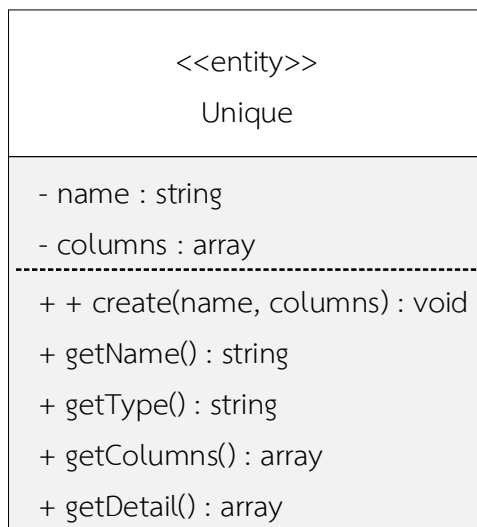 <<entity>>
Unique
- name : string
- columns : array
+ + create(name, columns) : void
+ getName() : string
+ getType() : string
+ getColumns() : array
+ getDetail() : array